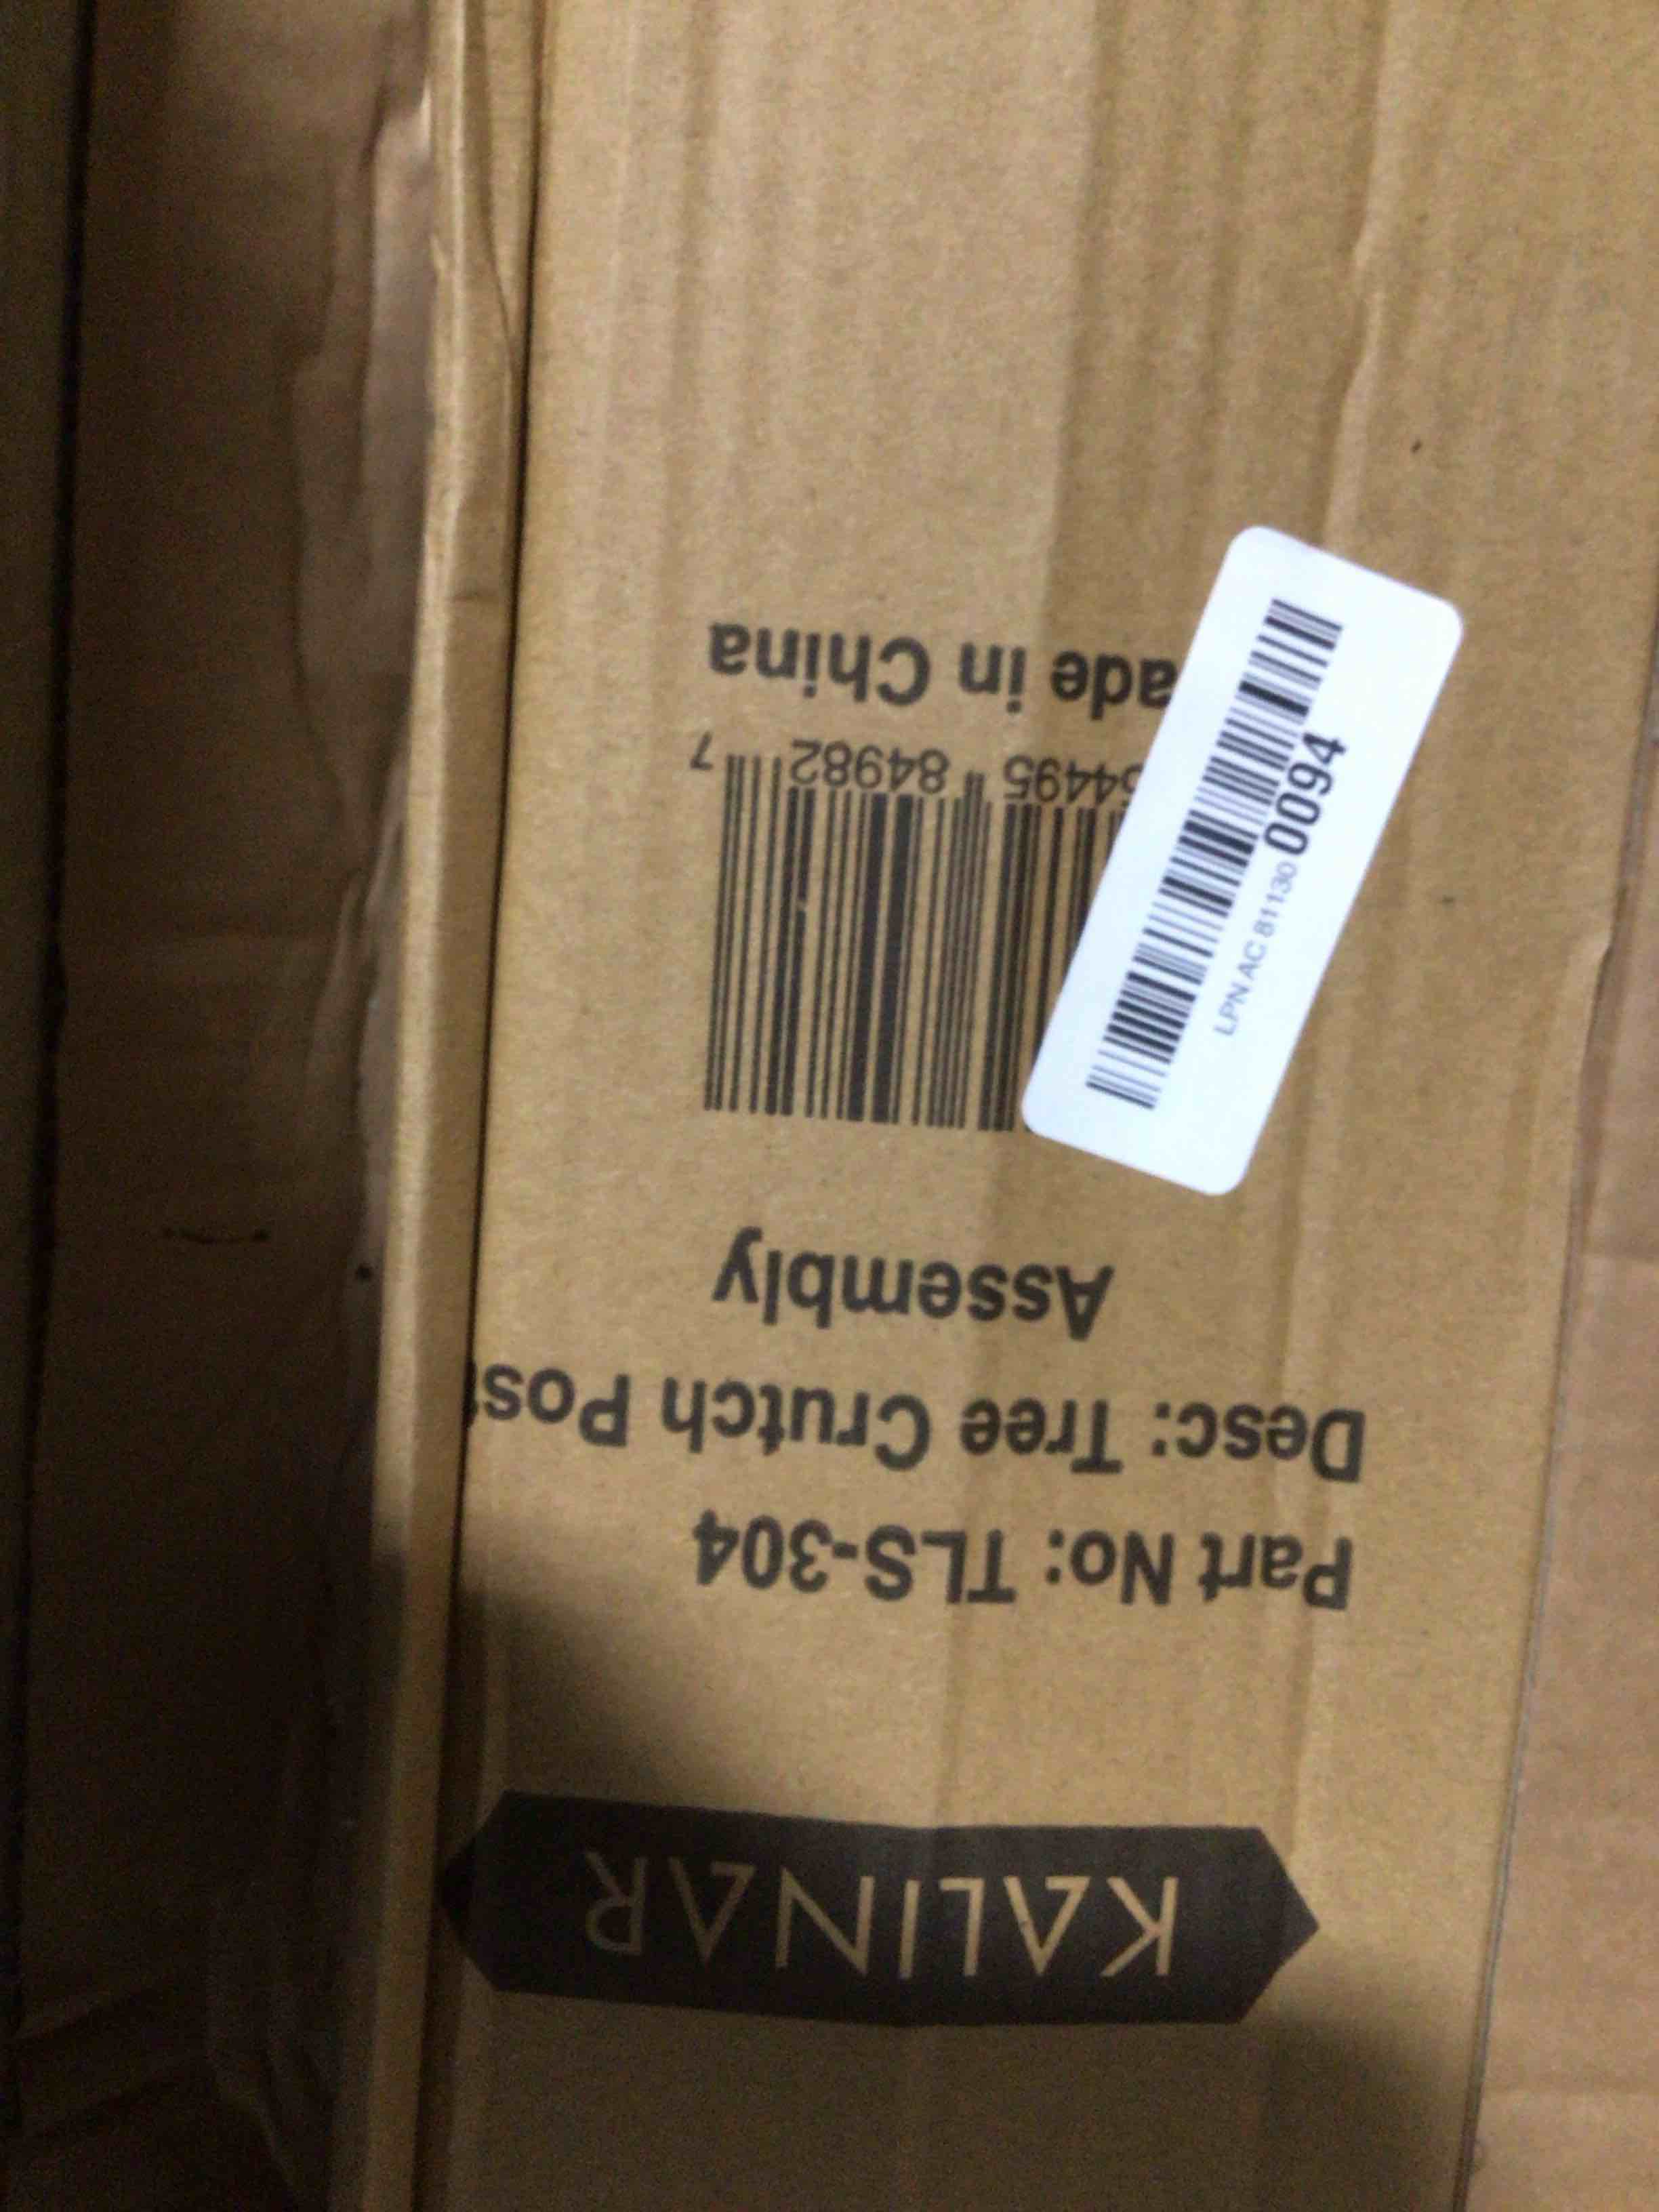 KALINAR
Part No: TLS-304
Desc: Tree Crutch Pos
Assembly
54495 84982 7
ade in China
LPN AC 81130 0094